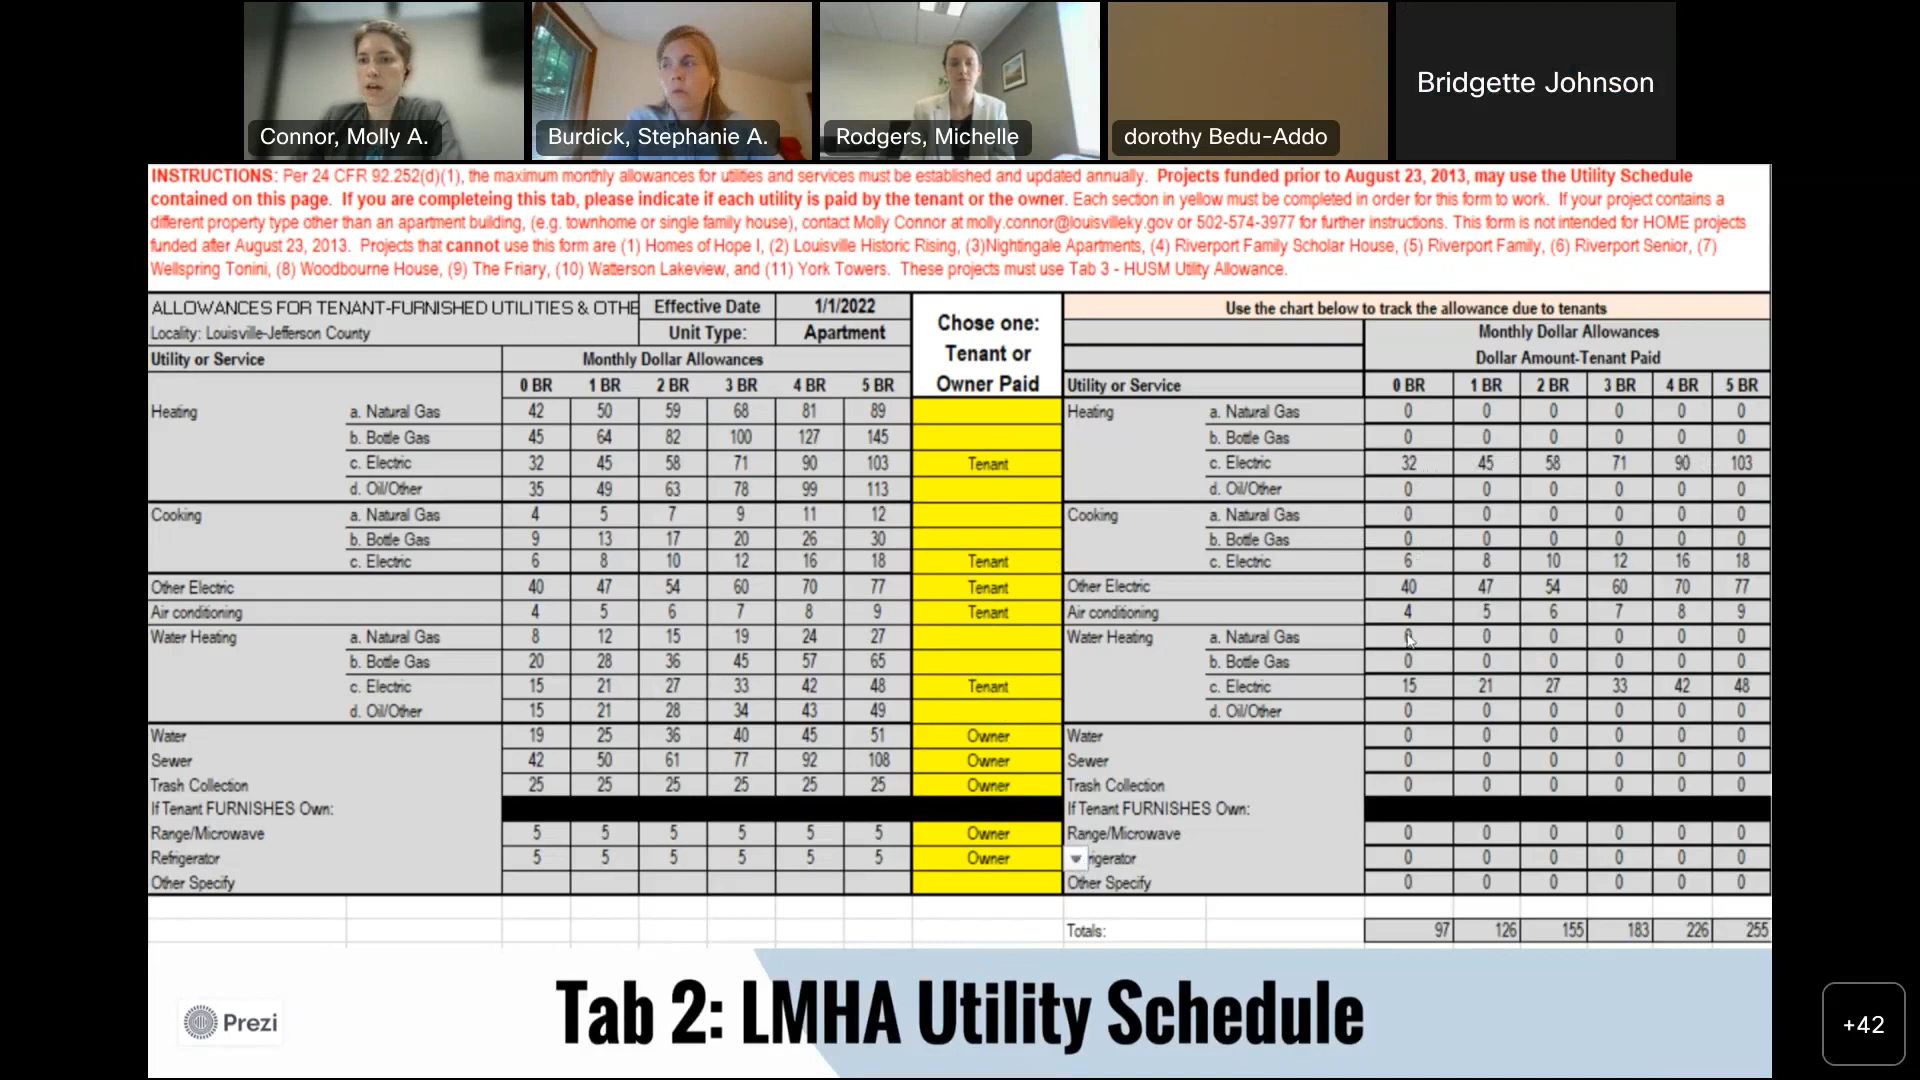 Connor, Molly A.
Burdick, Stephanie A.
Rodgers, Michelle
dorothy Bedu-Addo
Bridgette Johnson
INSTRUCTIONS: Per 24 CFR 92.252(d)(1), the maximum monthly allowances for utilities and services must be established and updated annually. Projects funded prior to August 23, 2013, may use the Utility Schedule
contained on this page. If you are completeing this tab, please indicate if each utility is paid by the tenant or the owner. Each section in yellow must be completed in order for this form to work. If your project contains a
different property type other than an apartment building, (e.g. townhome or single family house), contact Molly Connor at molly.connor@louisvilleky.gov or 502-574-3977 for further instructions. This form is not intended for HOME projects
funded after August 23, 2013. Projects that cannot use this form are (1) Homes of Hope I, (2) Louisville Historic Rising, (3)Nightingale Apartments, (4) Riverport Family Scholar House, (5) Riverport Family, (6) Riverport Senior, (7)
Wellspring Tonini, (8) Woodbourne House, (9) The Friary, (10) Watterson Lakeview, and (11) York Towers. These projects must use Tab 3 - HUSM Utility Allowance.
ALLOWANCES FOR TENANT-FURNISHED UTILITIES & OTHE Effective Date 1/1/2022
Locality: Louisville-Jefferson County Unit Type: Apartment
Utility or Service Monthly Dollar Allowances
0 BR 1 BR 2 BR 3 BR 4 BR 5 BR
Chose one:
Tenant or
Owner Paid
Use the chart below to track the allowance due to tenants
Monthly Dollar Allowances
Dollar Amount-Tenant Paid
Utility or Service 0 BR 1 BR 2 BR 3 BR 4 BR 5 BR
Heating a. Natural Gas 42 50 59 68 81 89 Heating a. Natural Gas 0 0 0 0 0 0
b. Bottle Gas 45 64 82 100 127 145 b. Bottle Gas 0 0 0 0 0 0
c. Electric 32 45 58 71 90 103 Tenant c. Electric 32 45 58 71 90 103
d. Oil/Other 35 49 63 78 99 113 d. Oil/Other 0 0 0 0 0 0
Cooking a. Natural Gas 4 5 7 9 11 12 Cooking a. Natural Gas 0 0 0 0 0 0
b. Bottle Gas 9 13 17 20 26 30 b. Bottle Gas 0 0 0 0 0 0
c. Electric 6 8 10 12 16 18 Tenant c. Electric 6 8 10 12 16 18
Other Electric 40 47 54 60 70 77 Tenant Other Electric 40 47 54 60 70 77
Air conditioning 4 5 6 7 8 9 Tenant Air conditioning 4 5 6 7 8 9
Water Heating a. Natural Gas 8 12 15 19 24 27 Water Heating a. Natural Gas 0 0 0 0 0 0
b. Bottle Gas 20 28 36 45 57 65 b. Bottle Gas 0 0 0 0 0 0
c. Electric 15 21 27 33 42 48 Tenant c. Electric 15 21 27 33 42 48
d. Oil/Other 15 21 28 34 43 49 d. Oil/Other 0 0 0 0 0 0
Water 19 25 36 40 45 51 Owner Water 0 0 0 0 0 0
Sewer 42 50 61 77 92 108 Owner Sewer 0 0 0 0 0 0
Trash Collection 25 25 25 25 25 25 Owner Trash Collection 0 0 0 0 0 0
If Tenant FURNISHES Own: If Tenant FURNISHES Own:
Range/Microwave 5 5 5 5 5 5 Owner Range/Microwave 0 0 0 0 0 0
Refrigerator 5 5 5 5 5 5 Owner rigerator 0 0 0 0 0 0
Other Specify Other Specify 0 0 0 0 0 0
Totals: 97 126 155 183 226 255
Prezi
Tab 2: LMHA Utility Schedule
+42